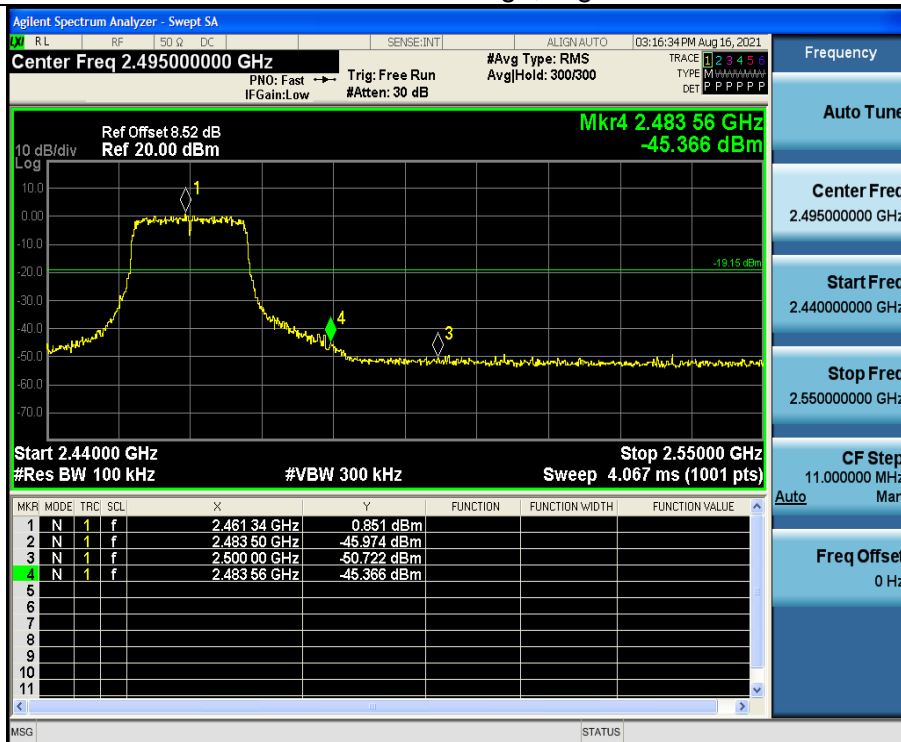 Agilent Spectrum Analyzer - Swept SA
LXI RL RF 50 Ω DC SENSE:INT ALIGN AUTO 03:16:34 PM Aug 16, 2021
Center Freq 2.495000000 GHz
PNO: Fast
IFGain:Low
Trig: Free Run
#Atten: 30 dB
#Avg Type: RMS
Avg|Hold: 300/300
TRACE 1 2 3 4 5 6
TYPE M
DET P P P P P P
Frequency
Auto Tune
Center Freq
2.495000000 GHz
Start Freq
2.440000000 GHz
Stop Freq
2.550000000 GHz
CF Step
11.000000 MHz
Auto Man
Freq Offset
0 Hz
Mkr4 2.483 56 GHz
-45.366 dBm
Ref Offset 8.52 dB
10 dB/div Ref 20.00 dBm
Log
10.0
0.00
-10.0
-20.0
-30.0
-40.0
-50.0
-60.0
-70.0
1
4
3
-19.15 dBm
Start 2.44000 GHz Stop 2.55000 GHz
#Res BW 100 kHz #VBW 300 kHz Sweep 4.067 ms (1001 pts)
MKR MODE TRC SCL X Y FUNCTION FUNCTION WIDTH FUNCTION VALUE
1 N 1 f 2.461 34 GHz 0.851 dBm
2 N 1 f 2.483 50 GHz -45.974 dBm
3 N 1 f 2.500 00 GHz -50.722 dBm
4 N 1 f 2.483 56 GHz -45.366 dBm
5
6
7
8
9
10
11
MSG STATUS